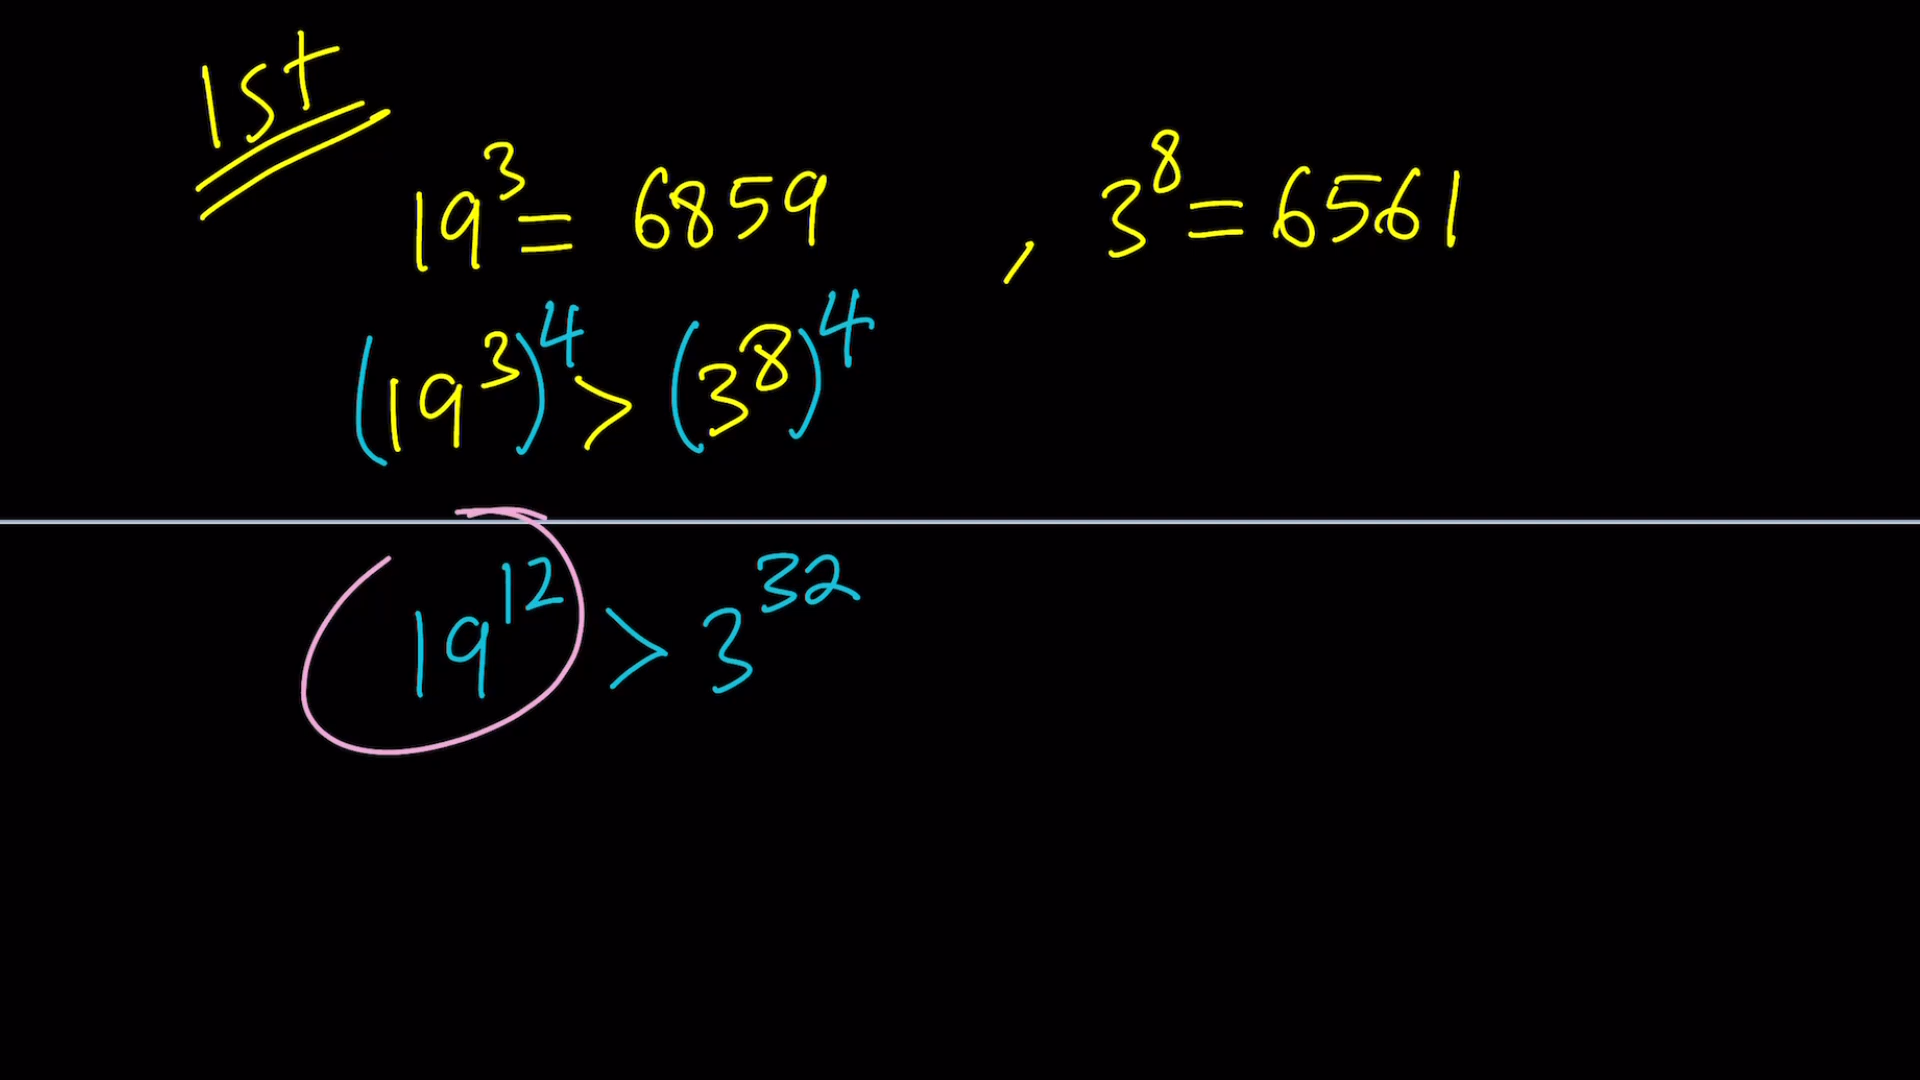 1st
19³ = 6859 , 3⁸ = 6561
(19³)⁴ > (3⁸)⁴
19¹² > 3³²